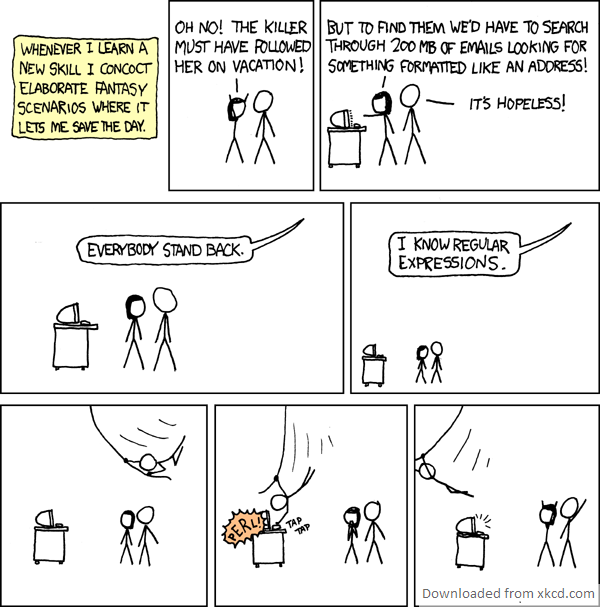 WHENEVER I LEARN A
NEW SKILL I CONCOCT
ELABORATE FANTASY
SCENARIOS WHERE IT
LETS ME SAVE THE DAY.
OH NO! THE KILLER
MUST HAVE FOLLOWED
HER ON VACATION!
BUT TO FIND THEM WE'D HAVE TO SEARCH
THROUGH 200 MB OF EMAILS LOOKING FOR
SOMETHING FORMATTED LIKE AN ADDRESS!
IT'S HOPELESS!
EVERYBODY STAND BACK.
I KNOW REGULAR
EXPRESSIONS.
PERL!
TAP
TAP
Downloaded from xkcd.com